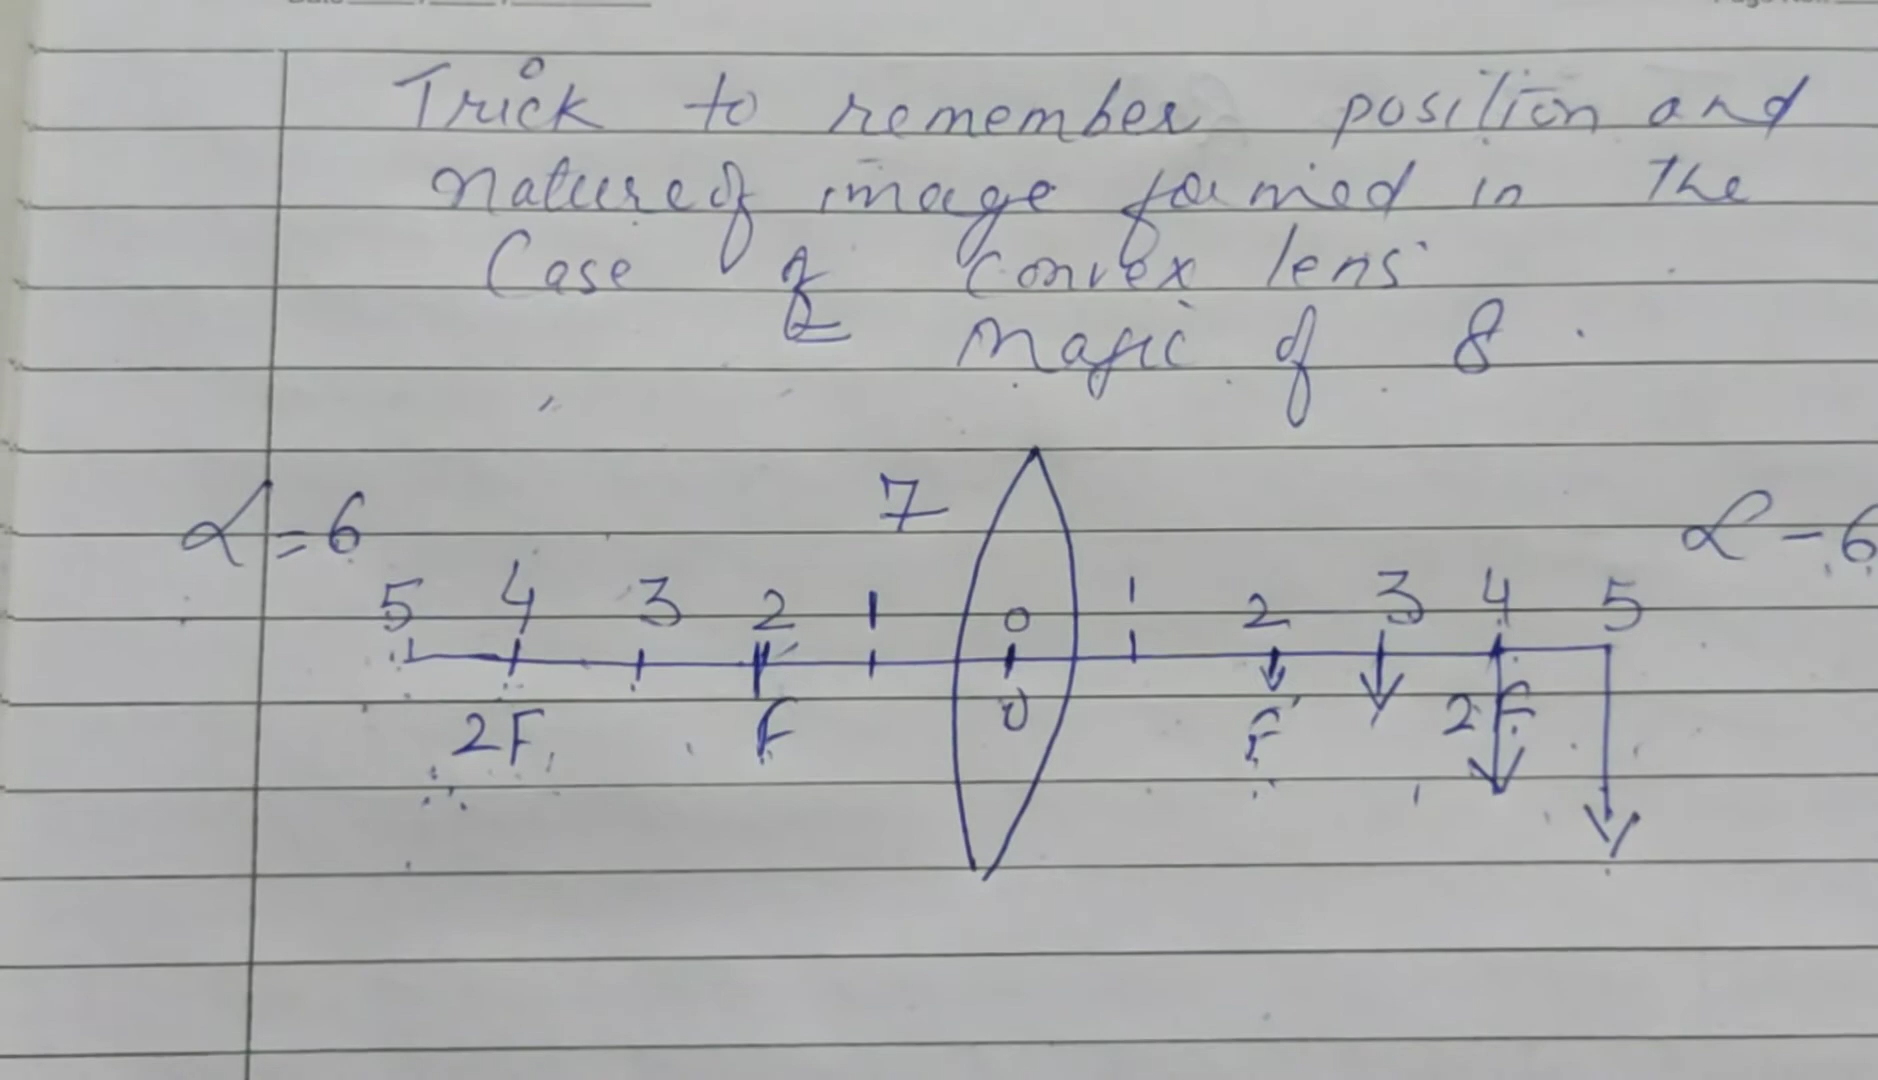 Trick to remember position and
nature of image formed in the
Case of Convex lens
Magic of 8
7
∝ = 6
∝ - 6
5 4 3 2 1 0 1 2 3 4 5
2F F O F' 2F